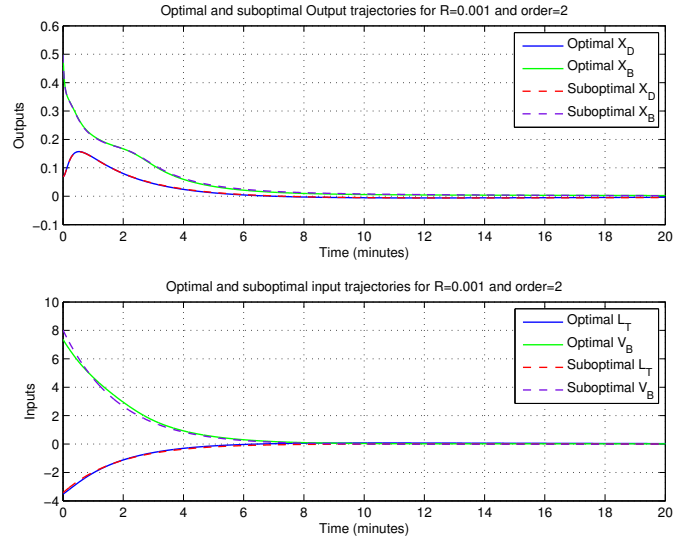 Optimal and suboptimal Output trajectories for R=0.001 and order=2
0.6
0.5
0.4
0.3
0.2
0.1
0
−0.1
Outputs
Optimal X_D
Optimal X_B
Suboptimal X_D
Suboptimal X_B
0 2 4 6 8 10 12 14 16 18 20
Time (minutes)
Optimal and suboptimal input trajectories for R=0.001 and order=2
10
8
6
4
2
0
−2
−4
Inputs
Optimal L_T
Optimal V_B
Suboptimal L_T
Suboptimal V_B
0 2 4 6 8 10 12 14 16 18 20
Time (minutes)